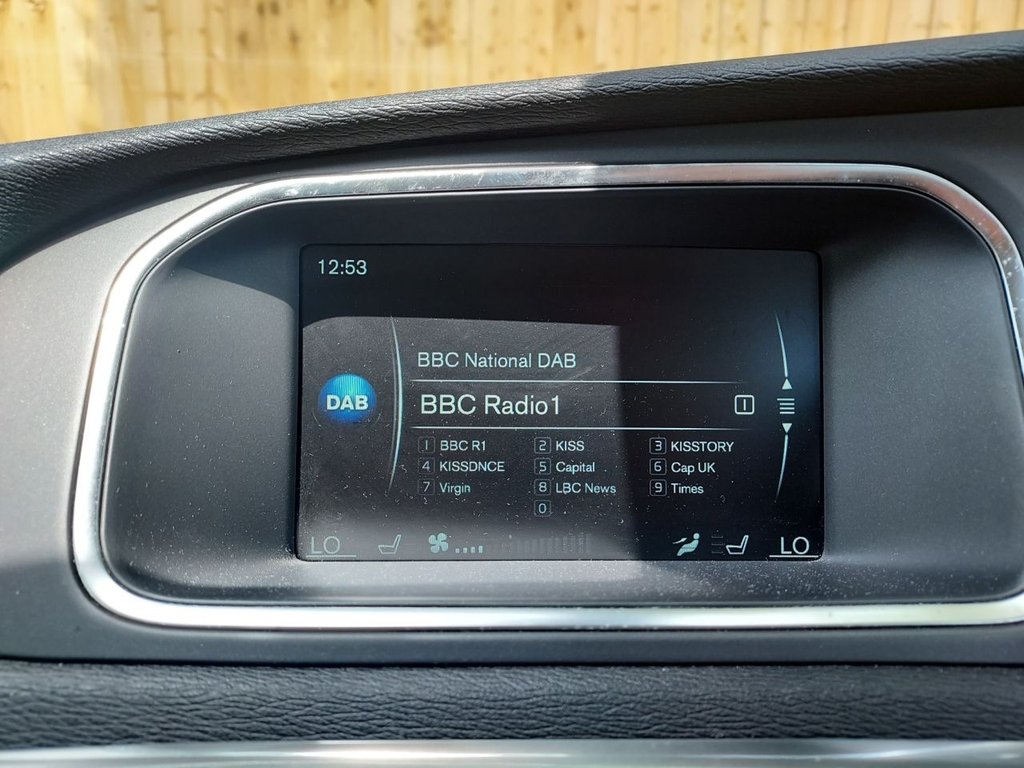 12:53
BBC National DAB
DAB
BBC Radio1 1
1 BBC R1 2 KISS 3 KISSTORY
4 KISSDNCE 5 Capital 6 Cap UK
7 Virgin 8 LBC News 9 Times
0
LO LO